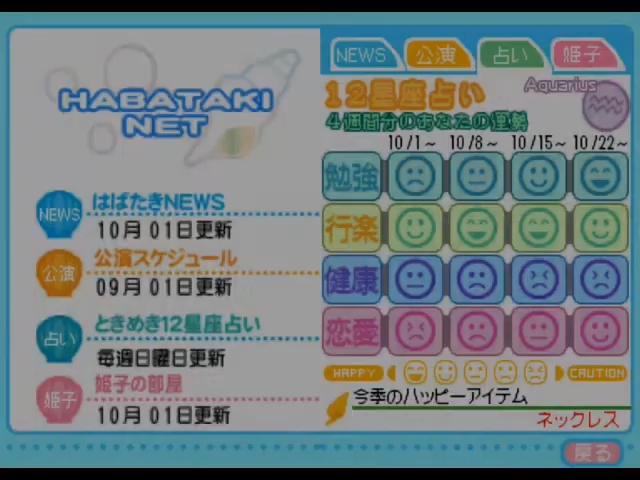 HABATAKI
NET
NEWS
はばたきNEWS
10月 01日更新
公演
公演スケジュール
09月 01日更新
占い
ときめき12星座占い
毎週日曜日更新
姫子
姫子の部屋
10月 01日更新
NEWS 公演 占い 姫子
12星座占い
Aquarius
4週間分のあなたの運勢
10/1～ 10/8～ 10/15～ 10/22～
勉強
行楽
健康
恋愛
HAPPY CAUTION
今季のハッピーアイテム
ネックレス
戻る